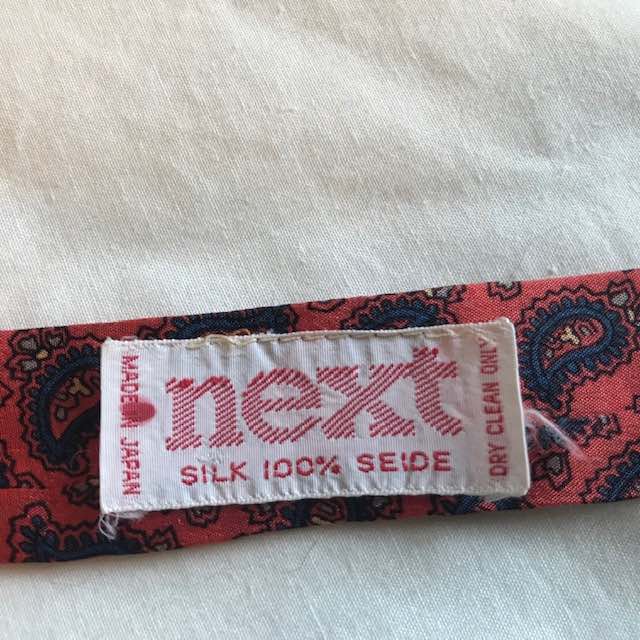 MADE IN JAPAN
next
SILK 100% SEIDE
DRY CLEAN ONLY